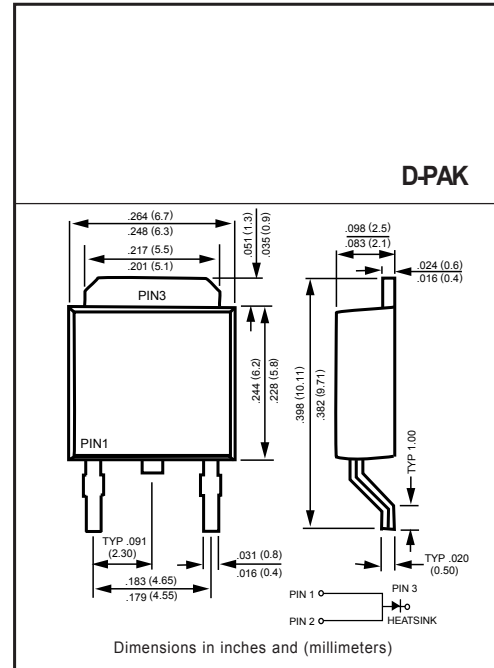 D-PAK
.264 (6.7)
.248 (6.3)
.217 (5.5)
.201 (5.1)
.051 (1.3)
.035 (0.9)
PIN3
.244 (6.2)
.228 (5.8)
PIN1
TYP .091
(2.30)
.031 (0.8)
.016 (0.4)
.183 (4.65)
.179 (4.55)
.098 (2.5)
.083 (2.1)
.024 (0.6)
.016 (0.4)
.398 (10.11)
.382 (9.71)
TYP 1.00
TYP .020
(0.50)
PIN 1
PIN 3
PIN 2
HEATSINK
Dimensions in inches and (millimeters)